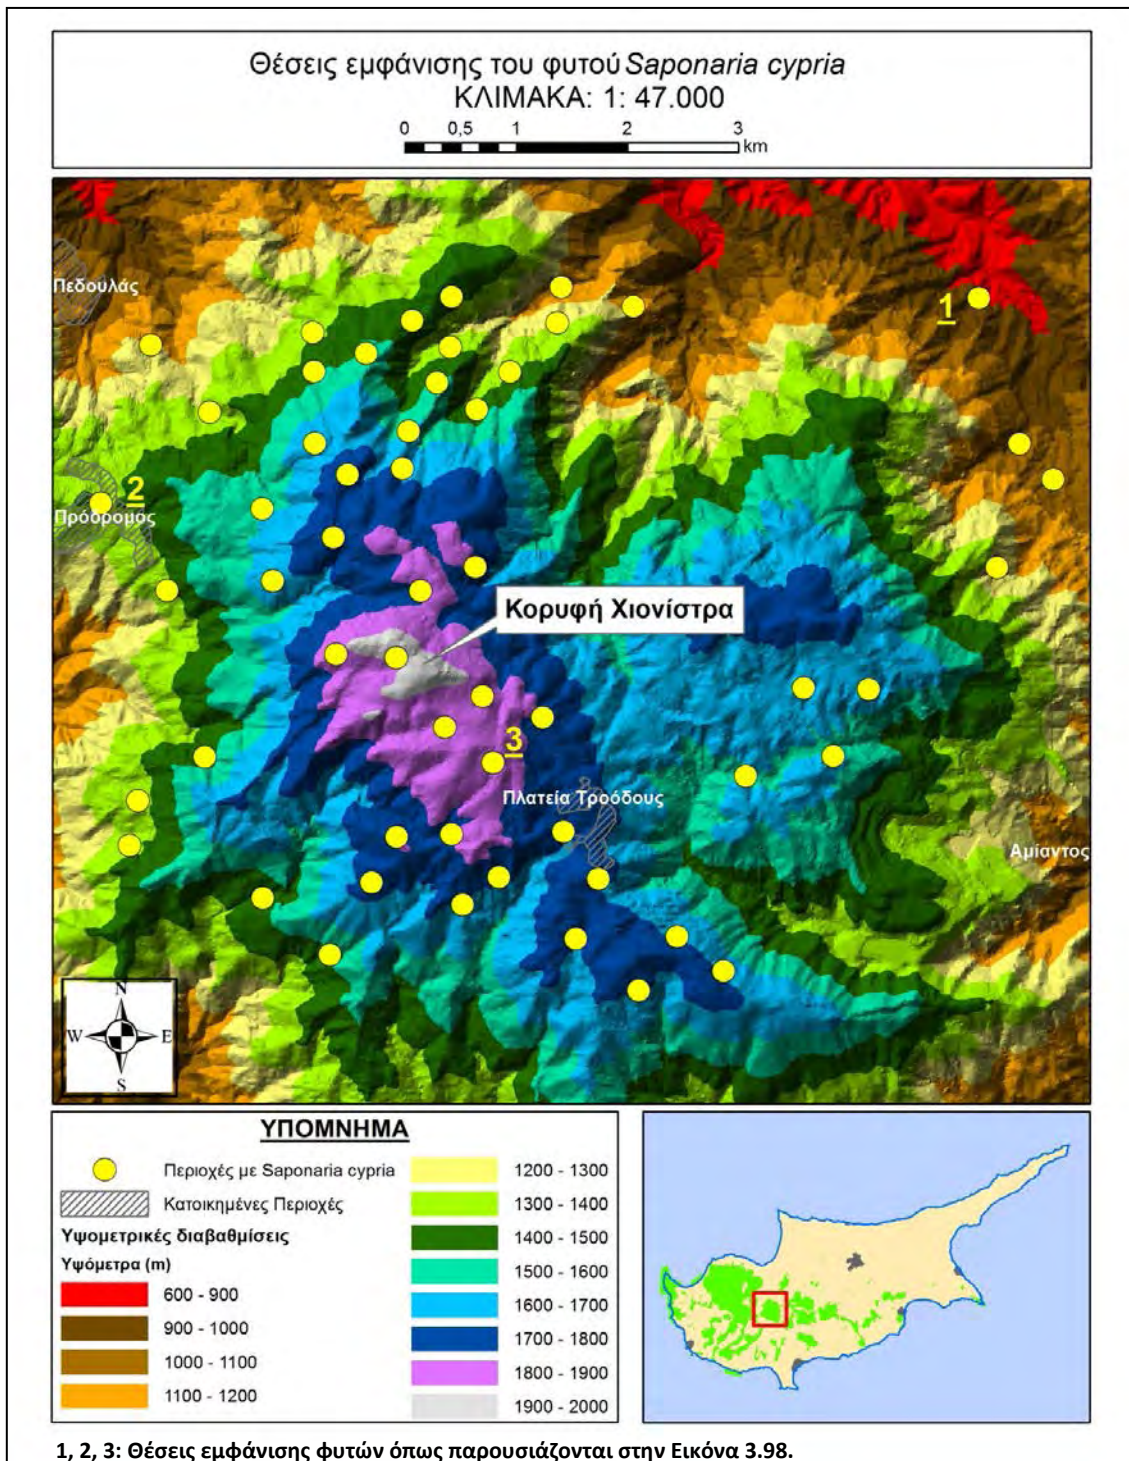 Θέσεις εμφάνισης του φυτού Saponaria cypria
ΚΛΙΜΑΚΑ: 1: 47.000
0 0,5 1 2 3
km
Πεδουλάς
1
2
Πρόδρομος
Κορυφή Χιονίστρα
3
Πλατεία Τροόδους
Αμίαντος
N
W E
S
ΥΠΟΜΝΗΜΑ
Περιοχές με Saponaria cypria
Κατοικημένες Περιοχές
Υψομετρικές διαβαθμίσεις
Υψόμετρα (m)
600 - 900
900 - 1000
1000 - 1100
1100 - 1200
1200 - 1300
1300 - 1400
1400 - 1500
1500 - 1600
1600 - 1700
1700 - 1800
1800 - 1900
1900 - 2000
1, 2, 3: Θέσεις εμφάνισης φυτών όπως παρουσιάζονται στην Εικόνα 3.98.